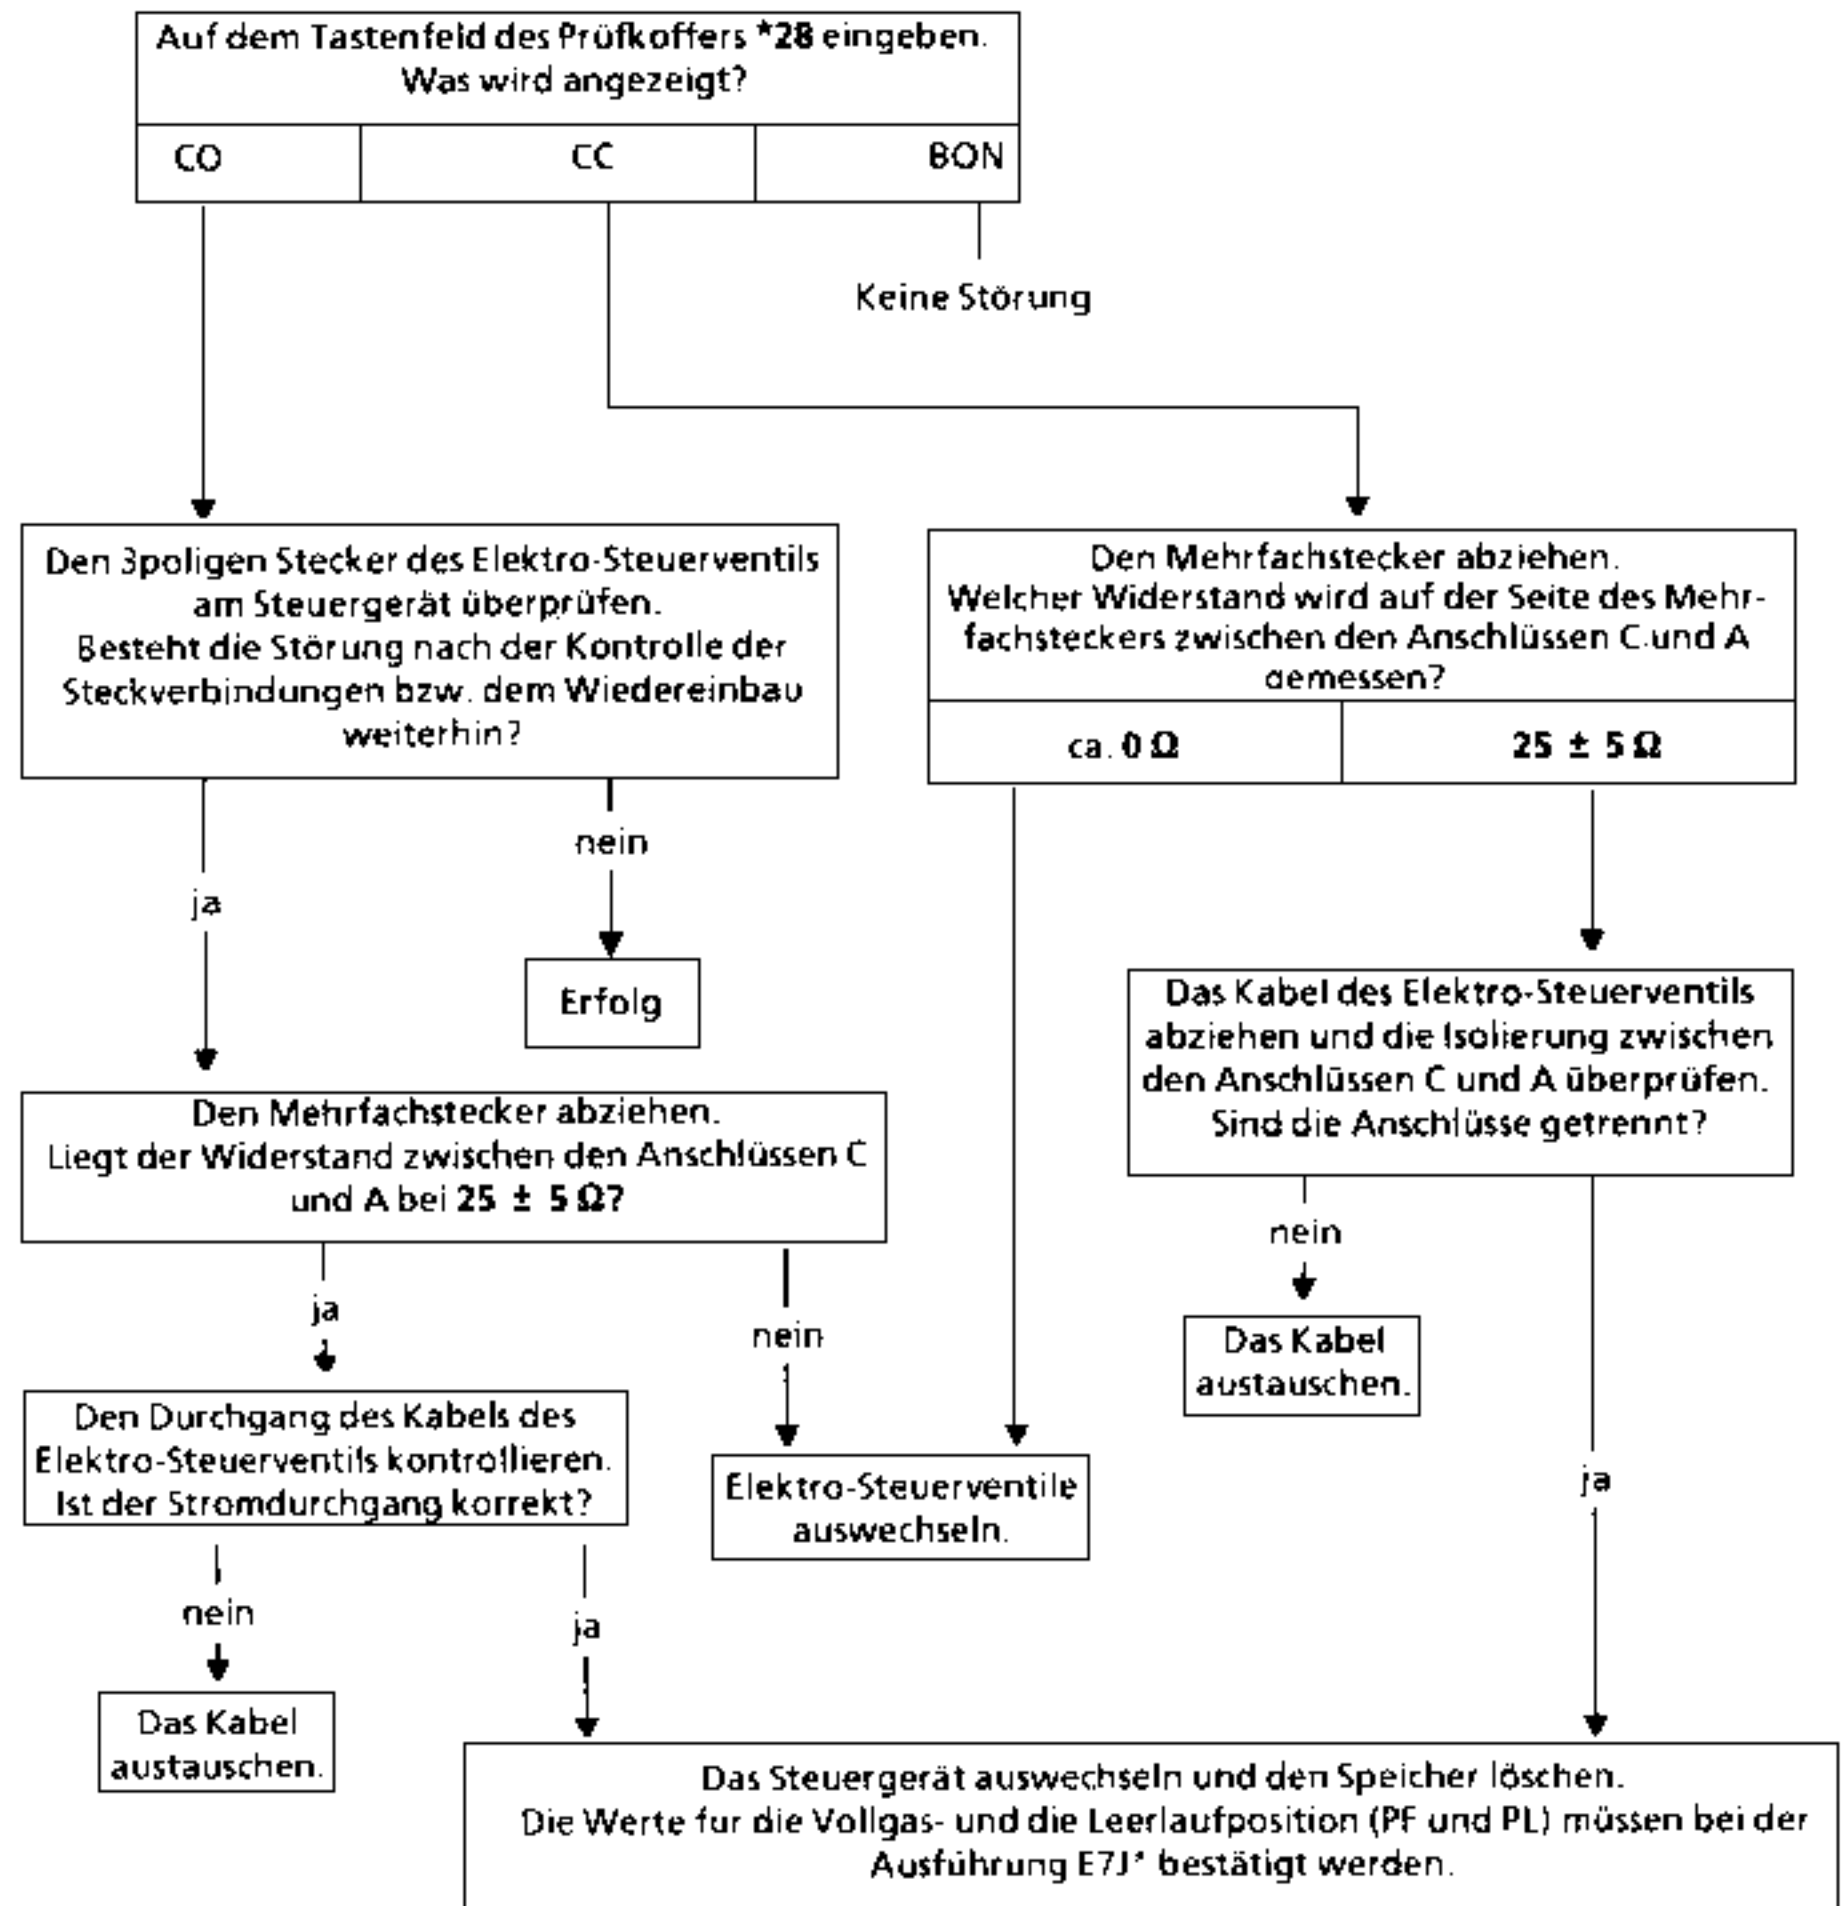 Auf dem Tastenfeld des Prüfkoffers *28 eingeben.
Was wird angezeigt?
CO
CC
BON
Keine Störung
Den 3poligen Stecker des Elektro-Steuerventils
am Steuergerät überprüfen.
Besteht die Störung nach der Kontrolle der
Steckverbindungen bzw. dem Wiedereinbau
weiterhin?
Den Mehrfachstecker abziehen.
Welcher Widerstand wird auf der Seite des Mehr-
fachsteckers zwischen den Anschlüssen C und A
gemessen?
ca. 0 Ω
25 ± 5 Ω
nein
ja
Erfolg
Das Kabel des Elektro-Steuerventils
abziehen und die Isolierung zwischen
den Anschlüssen C und A überprüfen.
Sind die Anschlüsse getrennt?
Den Mehrfachstecker abziehen.
Liegt der Widerstand zwischen den Anschlüssen C
und A bei 25 ± 5 Ω?
nein
ja
nein
Das Kabel
austauschen.
Den Durchgang des Kabels des
Elektro-Steuerventils kontrollieren.
Ist der Stromdurchgang korrekt?
Elektro-Steuerventile
auswechseln.
ja
nein
ja
Das Kabel
austauschen.
Das Steuergerät auswechseln und den Speicher löschen.
Die Werte fur die Vollgas- und die Leerlaufposition (PF und PL) müssen bei der
Ausführung E7J* bestätigt werden.